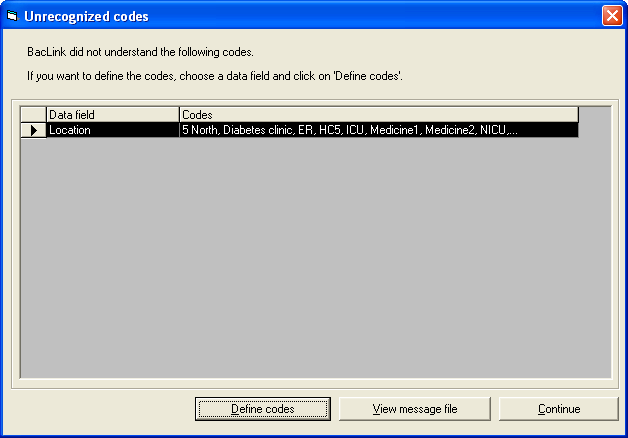 Unrecognized codes
BacLink did not understand the following codes.
If you want to define the codes, choose a data field and click on 'Define codes'.
Data field Codes
Location 5 North, Diabetes clinic, ER, HC5, ICU, Medicine1, Medicine2, NICU,...
Define codes View message file Continue